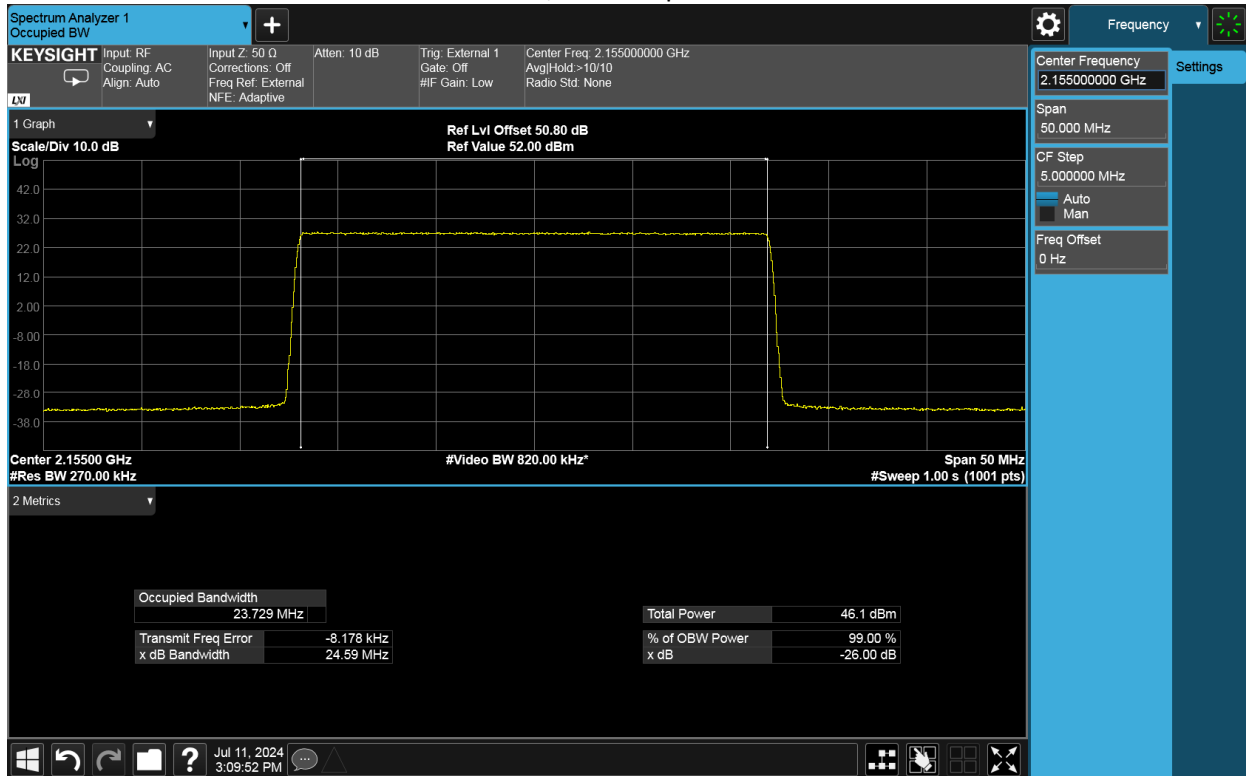 Spectrum Analyzer 1
Occupied BW
Frequency
KEYSIGHT
Input: RF
Coupling: AC
Align: Auto
Input Z: 50 Ω
Corrections: Off
Freq Ref: External
NFE: Adaptive
Atten: 10 dB
Trig: External 1
Gate: Off
#IF Gain: Low
Center Freq: 2.155000000 GHz
Avg|Hold:>10/10
Radio Std: None
LXI
Center Frequency
2.155000000 GHz
Settings
Span
50.000 MHz
CF Step
5.000000 MHz
Auto
Man
Freq Offset
0 Hz
1 Graph
Scale/Div 10.0 dB
Ref Lvl Offset 50.80 dB
Ref Value 52.00 dBm
Log
42.0
32.0
22.0
12.0
2.00
-8.00
-18.0
-28.0
-38.0
Center 2.15500 GHz
#Video BW 820.00 kHz*
Span 50 MHz
#Res BW 270.00 kHz
#Sweep 1.00 s (1001 pts)
2 Metrics
Occupied Bandwidth
23.729 MHz
Total Power 46.1 dBm
Transmit Freq Error -8.178 kHz
% of OBW Power 99.00 %
x dB Bandwidth 24.59 MHz
x dB -26.00 dB
?
Jul 11, 2024
3:09:52 PM